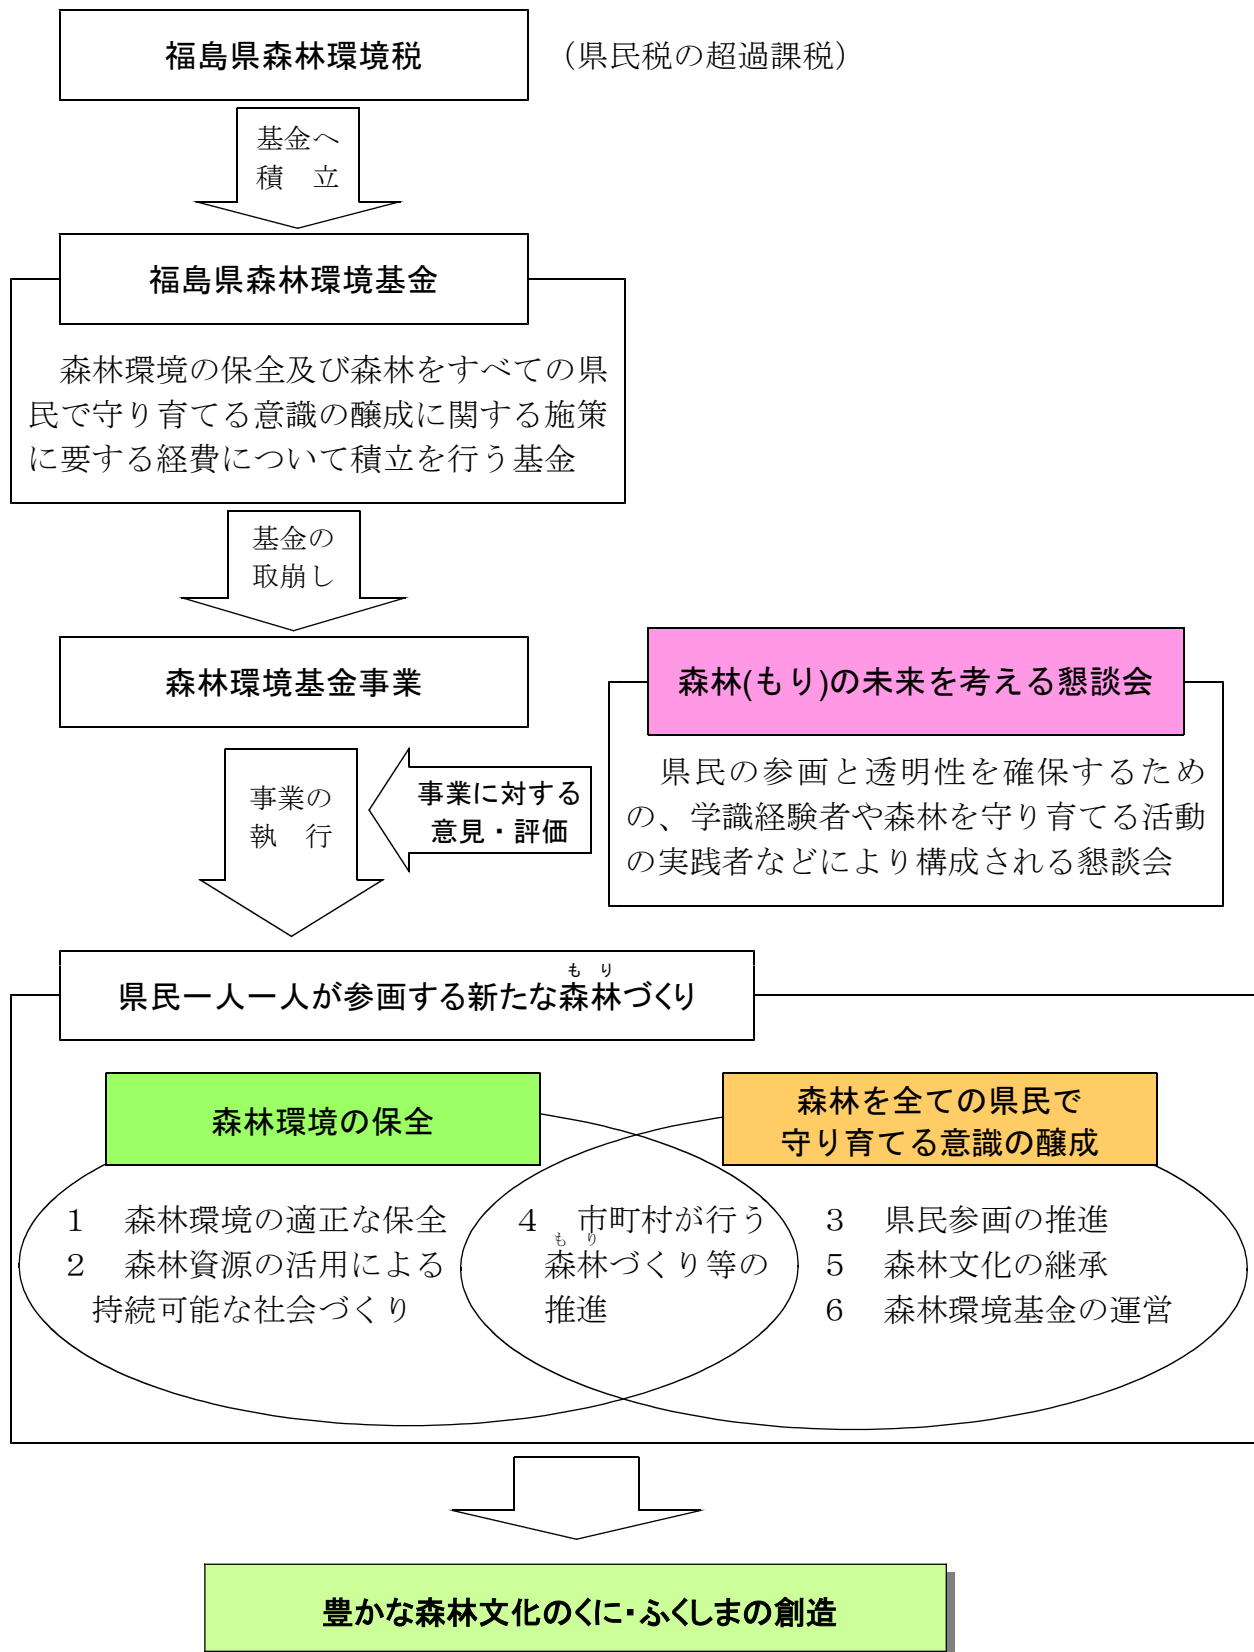 福島県森林環境税
（県民税の超過課税）
基金へ
積　立
福島県森林環境基金
　森林環境の保全及び森林をすべての県
民で守り育てる意識の醸成に関する施策
に要する経費について積立を行う基金
基金の
取崩し
森林環境基金事業
森林(もり)の未来を考える懇談会
　県民の参画と透明性を確保するため
の、学識経験者や森林を守り育てる活動
の実践者などにより構成される懇談会
事業に対する
意見・評価
事業の
執　行
もり
県民一人一人が参画する新たな森林づくり
森林環境の保全
1　森林環境の適正な保全
2　森林資源の活用による
持続可能な社会づくり
4　市町村が行う
もり
森林づくり等の
推進
森林を全ての県民で
守り育てる意識の醸成
3　県民参画の推進
5　森林文化の継承
6　森林環境基金の運営
豊かな森林文化のくに・ふくしまの創造